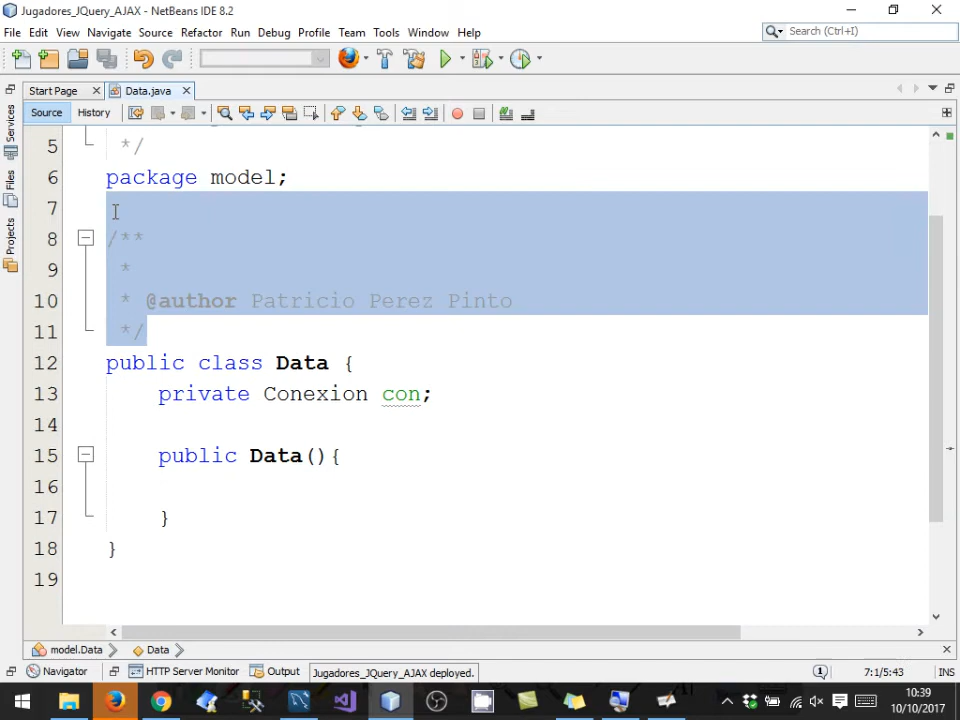 Jugadores_JQuery_AJAX - NetBeans IDE 8.2
File Edit View Navigate Source Refactor Run Debug Profile Team Tools Window Help
Search (Ctrl+I)
Start Page Data.java
Source History
Services
Files
Projects
5 */
6 package model;
7
8 /**
9 *
10 * @author Patricio Perez Pinto
11 */
12 public class Data {
13 private Conexion con;
14
15 public Data(){
16
17 }
18 }
19
model.Data Data
Navigator HTTP Server Monitor Output Jugadores_JQuery_AJAX deployed. 7:1/5:43 INS
10:39
10/10/2017